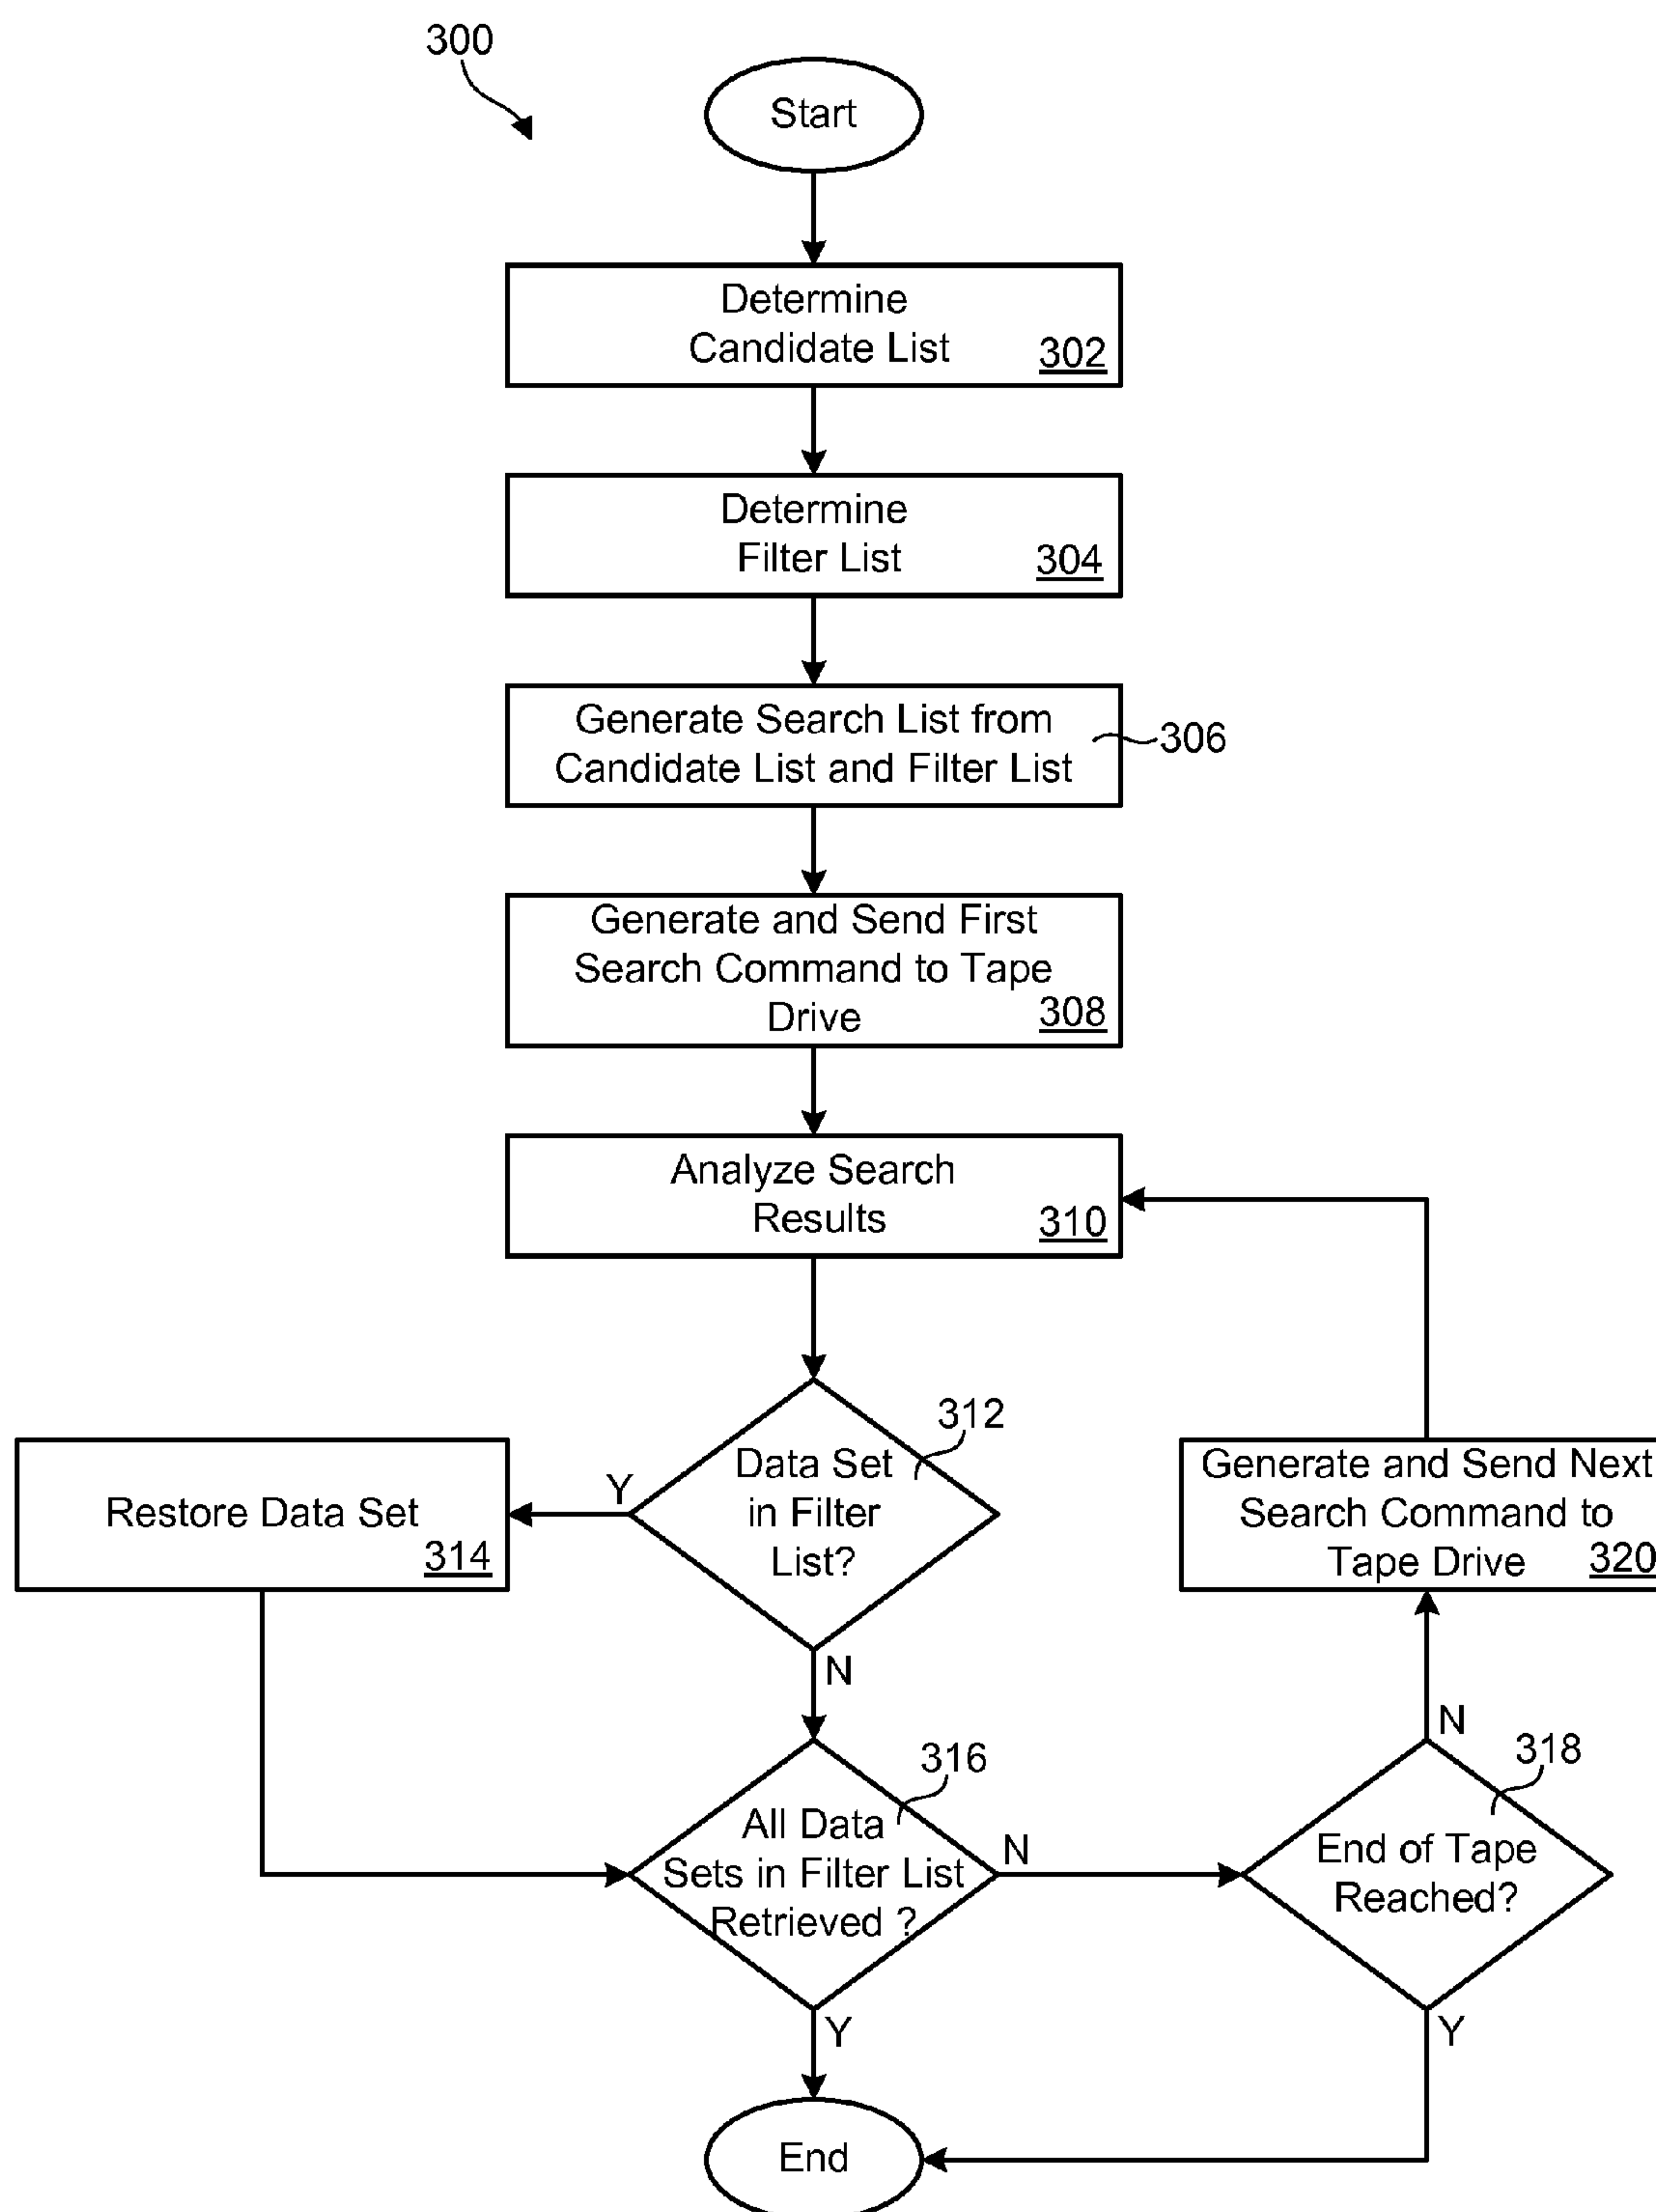 300
Start
Determine
Candidate List
302
Determine
Filter List
304
Generate Search List from
Candidate List and Filter List
306
Generate and Send First
Search Command to Tape
Drive
308
Analyze Search
Results
310
312
Data Set
in Filter
List?
Y
N
Restore Data Set
314
Generate and Send Next
Search Command to
Tape Drive
320
316
All Data
Sets in Filter List
Retrieved ?
N
Y
N
318
End of Tape
Reached?
Y
End